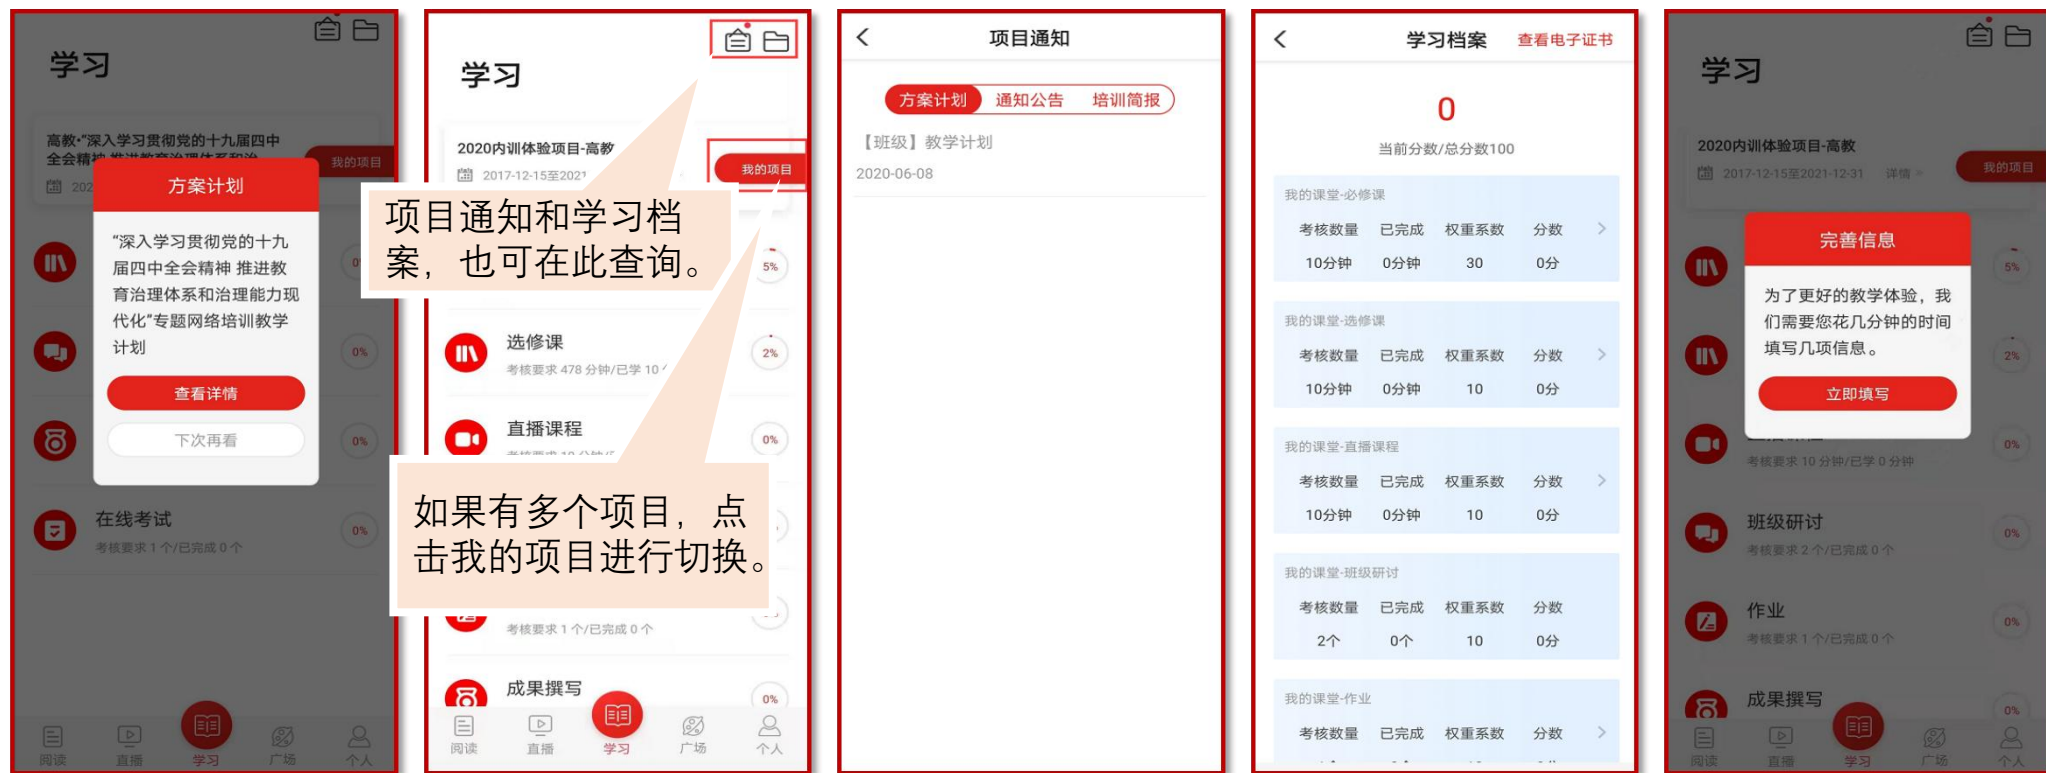 学习
高教·“深入学习贯彻党的十九届四中
我的项目
202
方案计划
“深入学习贯彻党的十九
届四中全会精神 推进教
育治理体系和治理能力现
代化”专题网络培训教学
计划
查看详情
下次再看
0%
0%
在线考试
考核要求 1 个/已完成 0 个
0%
阅读
直播
学习
广场
个人
学习
2020内训体验项目-高教
2017-12-15至2021
我的项目
项目通知和学习档
案，也可在此查询。
5%
选修课
考核要求 478 分钟/已学 10
2%
直播课程
0%
如果有多个项目，点
击我的项目进行切换。
考核要求 1 个/已完成 0 个
成果撰写
0%
阅读
直播
学习
广场
个人
项目通知
方案计划
通知公告
培训简报
【班级】教学计划
2020-06-08
学习档案
查看电子证书
0
当前分数/总分数100
我的课堂-必修课
考核数量 已完成 权重系数 分数
10分钟 0分钟 30 0分
我的课堂-选修课
考核数量 已完成 权重系数 分数
10分钟 0分钟 10 0分
我的课堂-直播课程
考核数量 已完成 权重系数 分数
10分钟 0分钟 10 0分
我的课堂-班级研讨
考核数量 已完成 权重系数 分数
2个 0个 10 0分
我的课堂-作业
考核数量 已完成 权重系数 分数
学习
2020内训体验项目-高教
2017-12-15至2021-12-31 详情
我的项目
完善信息
为了更好的教学体验，我
们需要您花几分钟的时间
填写几项信息。
立即填写
5%
2%
考核要求 10 分钟/已学 0 分钟
0%
班级研讨
考核要求 2 个/已完成 0 个
0%
作业
考核要求 1 个/已完成 0 个
0%
成果撰写
0%
阅读
直播
学习
广场
个人